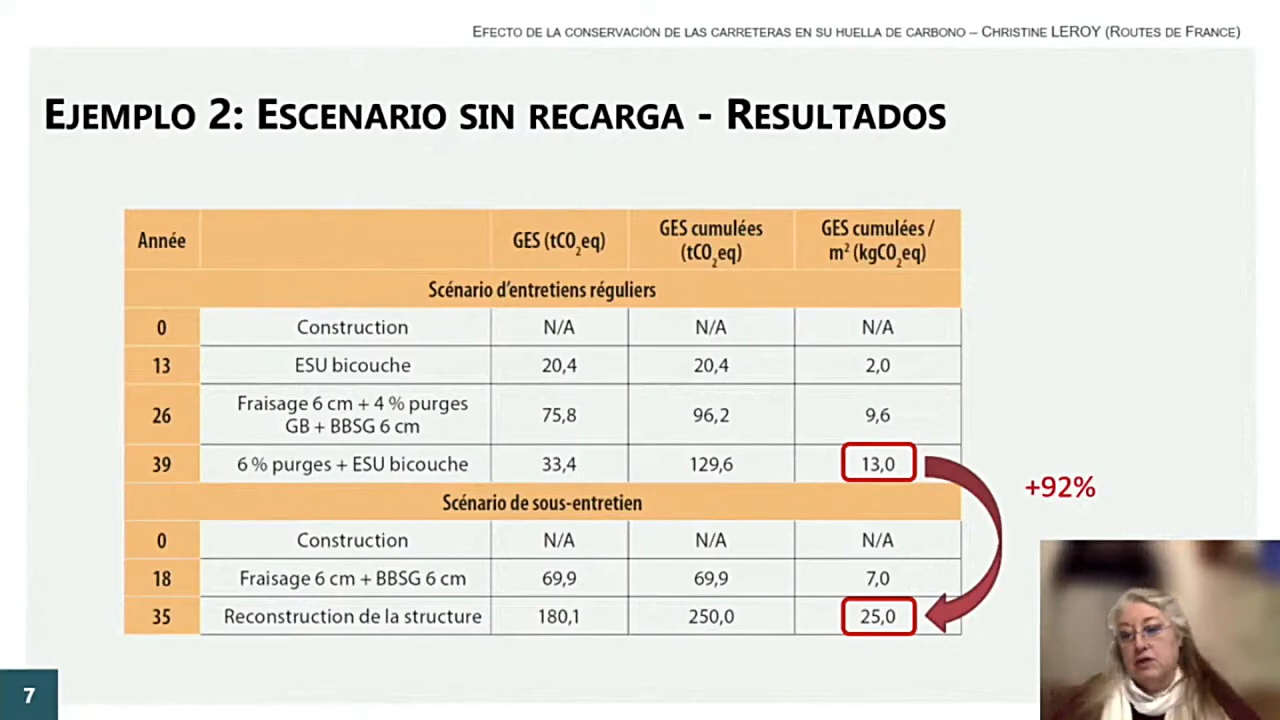 EFECTO DE LA CONSERVACIÓN DE LAS CARRETERAS EN SU HUELLA DE CARBONO – CHRISTINE LEROY (ROUTES DE FRANCE)
EJEMPLO 2: ESCENARIO SIN RECARGA - RESULTADOS
Année GES (tCO2eq) GES cumulées (tCO2eq) GES cumulées / m² (kgCO2eq)
Scénario d'entretiens réguliers
0 Construction N/A N/A N/A
13 ESU bicouche 20,4 20,4 2,0
26 Fraisage 6 cm + 4 % purges GB + BBSG 6 cm 75,8 96,2 9,6
39 6 % purges + ESU bicouche 33,4 129,6 13,0
+92%
Scénario de sous-entretien
0 Construction N/A N/A N/A
18 Fraisage 6 cm + BBSG 6 cm 69,9 69,9 7,0
35 Reconstruction de la structure 180,1 250,0 25,0
7